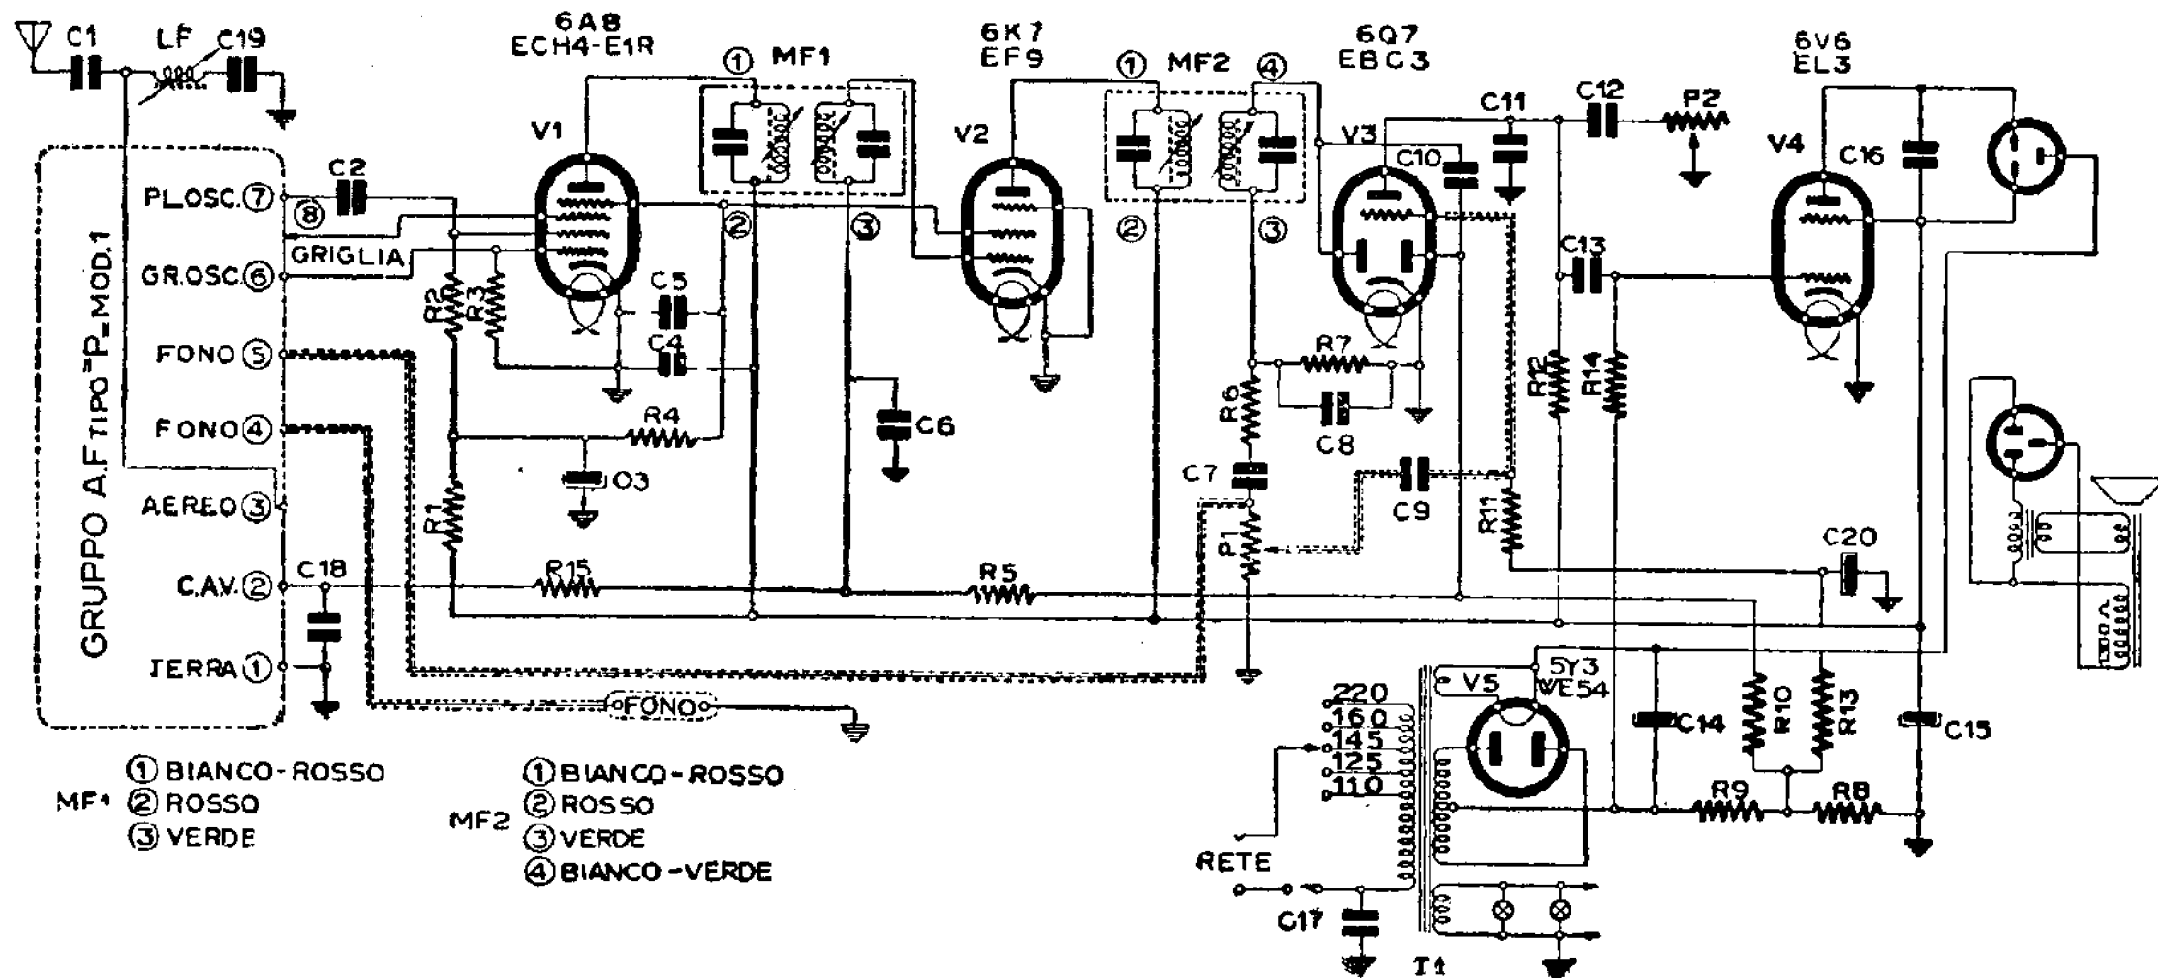 C1
LF
C19
6A8
ECH4-E1R
① MF1
6K7
EF9
① MF2 ④
6Q7
EBC3
6V6
EL3
C11
C12
P2
V1
V2
V3
C10
V4
C16
PL.OSC. ⑦
⑧
C2
② ③
② ③
GRIGLIA
GR.OSC. ⑥
C13
R2
R3
C5
C4
R7
R12
R14
FONO ⑤
R4
R6
C8
FONO ④
C6
O3
C7
C9
AEREO ③
R1
P1
R11
C20
C.A.V. ②
C18
R15
R5
TERRA ①
GRUPPO A.F TIPO "P_MOD.1
FONO
V5
5Y3
WE54
220
160
145
125
110
C14
R10
R13
C15
R9
R8
RETE
C17
T1
MF1
① BIANCO-ROSSO
② ROSSO
③ VERDE
MF2
① BIANCO-ROSSO
② ROSSO
③ VERDE
④ BIANCO-VERDE